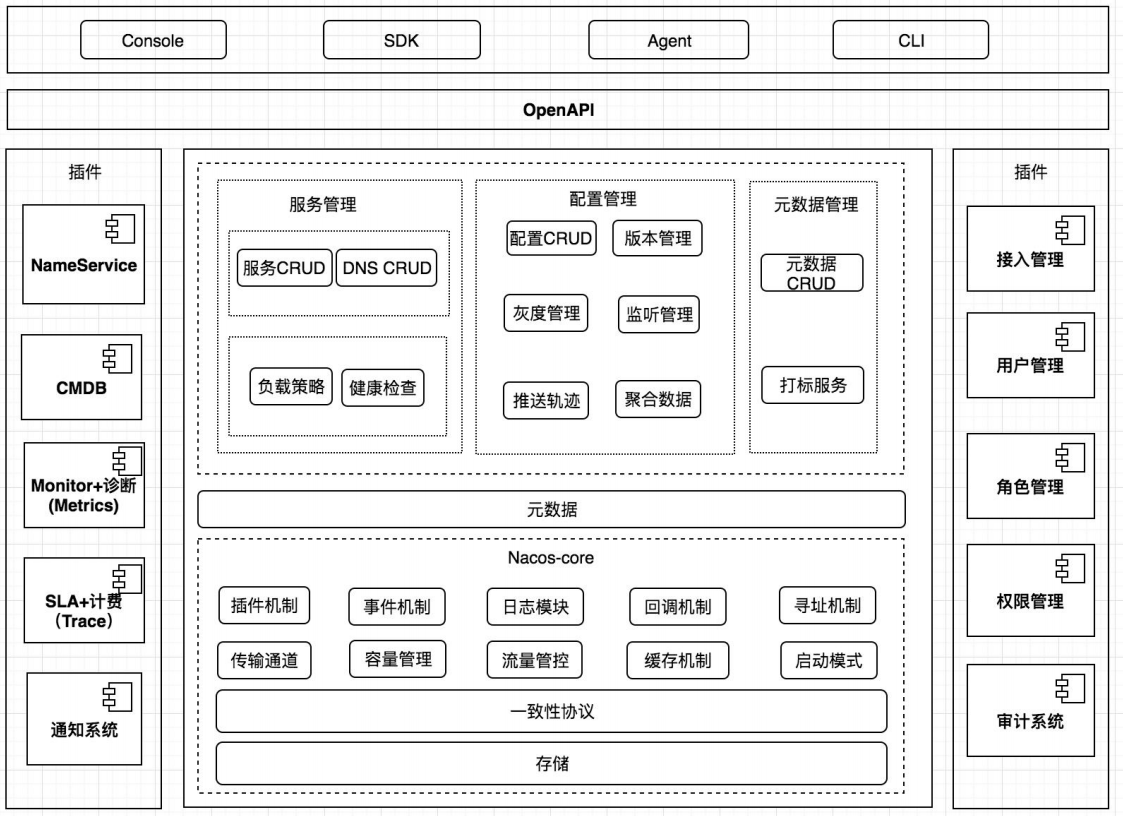 Console
SDK
Agent
CLI
OpenAPI
插件
NameService
CMDB
Monitor+诊断
(Metrics)
SLA+计费
（Trace）
通知系统
服务管理
服务CRUD
DNS CRUD
负载策略
健康检查
配置管理
配置CRUD
版本管理
灰度管理
监听管理
推送轨迹
聚合数据
元数据管理
元数据
CRUD
打标服务
元数据
Nacos-core
插件机制
事件机制
日志模块
回调机制
寻址机制
传输通道
容量管理
流量管控
缓存机制
启动模式
一致性协议
存储
插件
接入管理
用户管理
角色管理
权限管理
审计系统